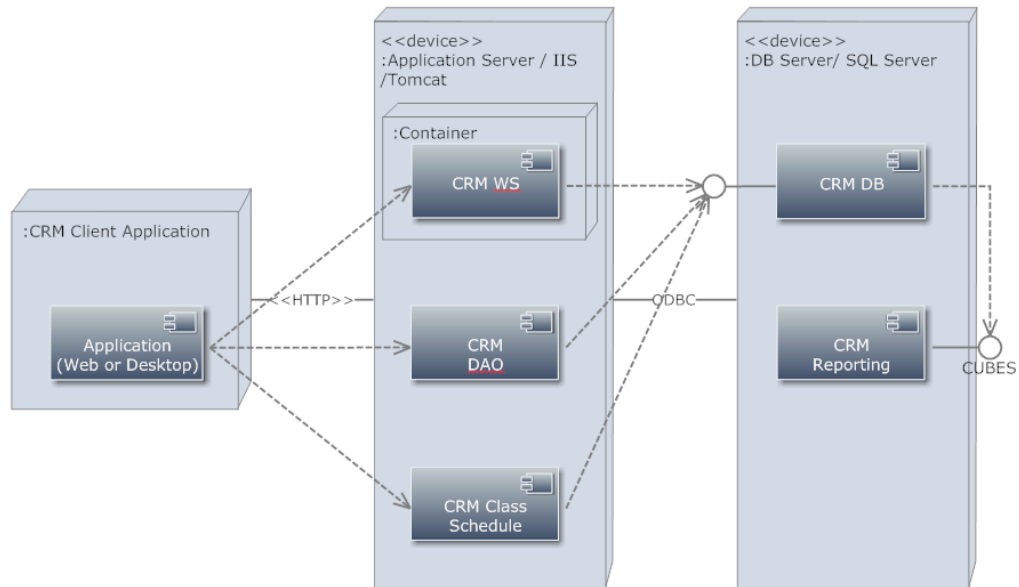 <<device>>
:Application Server / IIS
/Tomcat
<<device>>
:DB Server/ SQL Server
:Container
CRM WS
CRM DB
:CRM Client Application
<<HTTP>>
ODBC
Application
(Web or Desktop)
CRM
DAO
CRM
Reporting
CUBES
CRM Class
Schedule